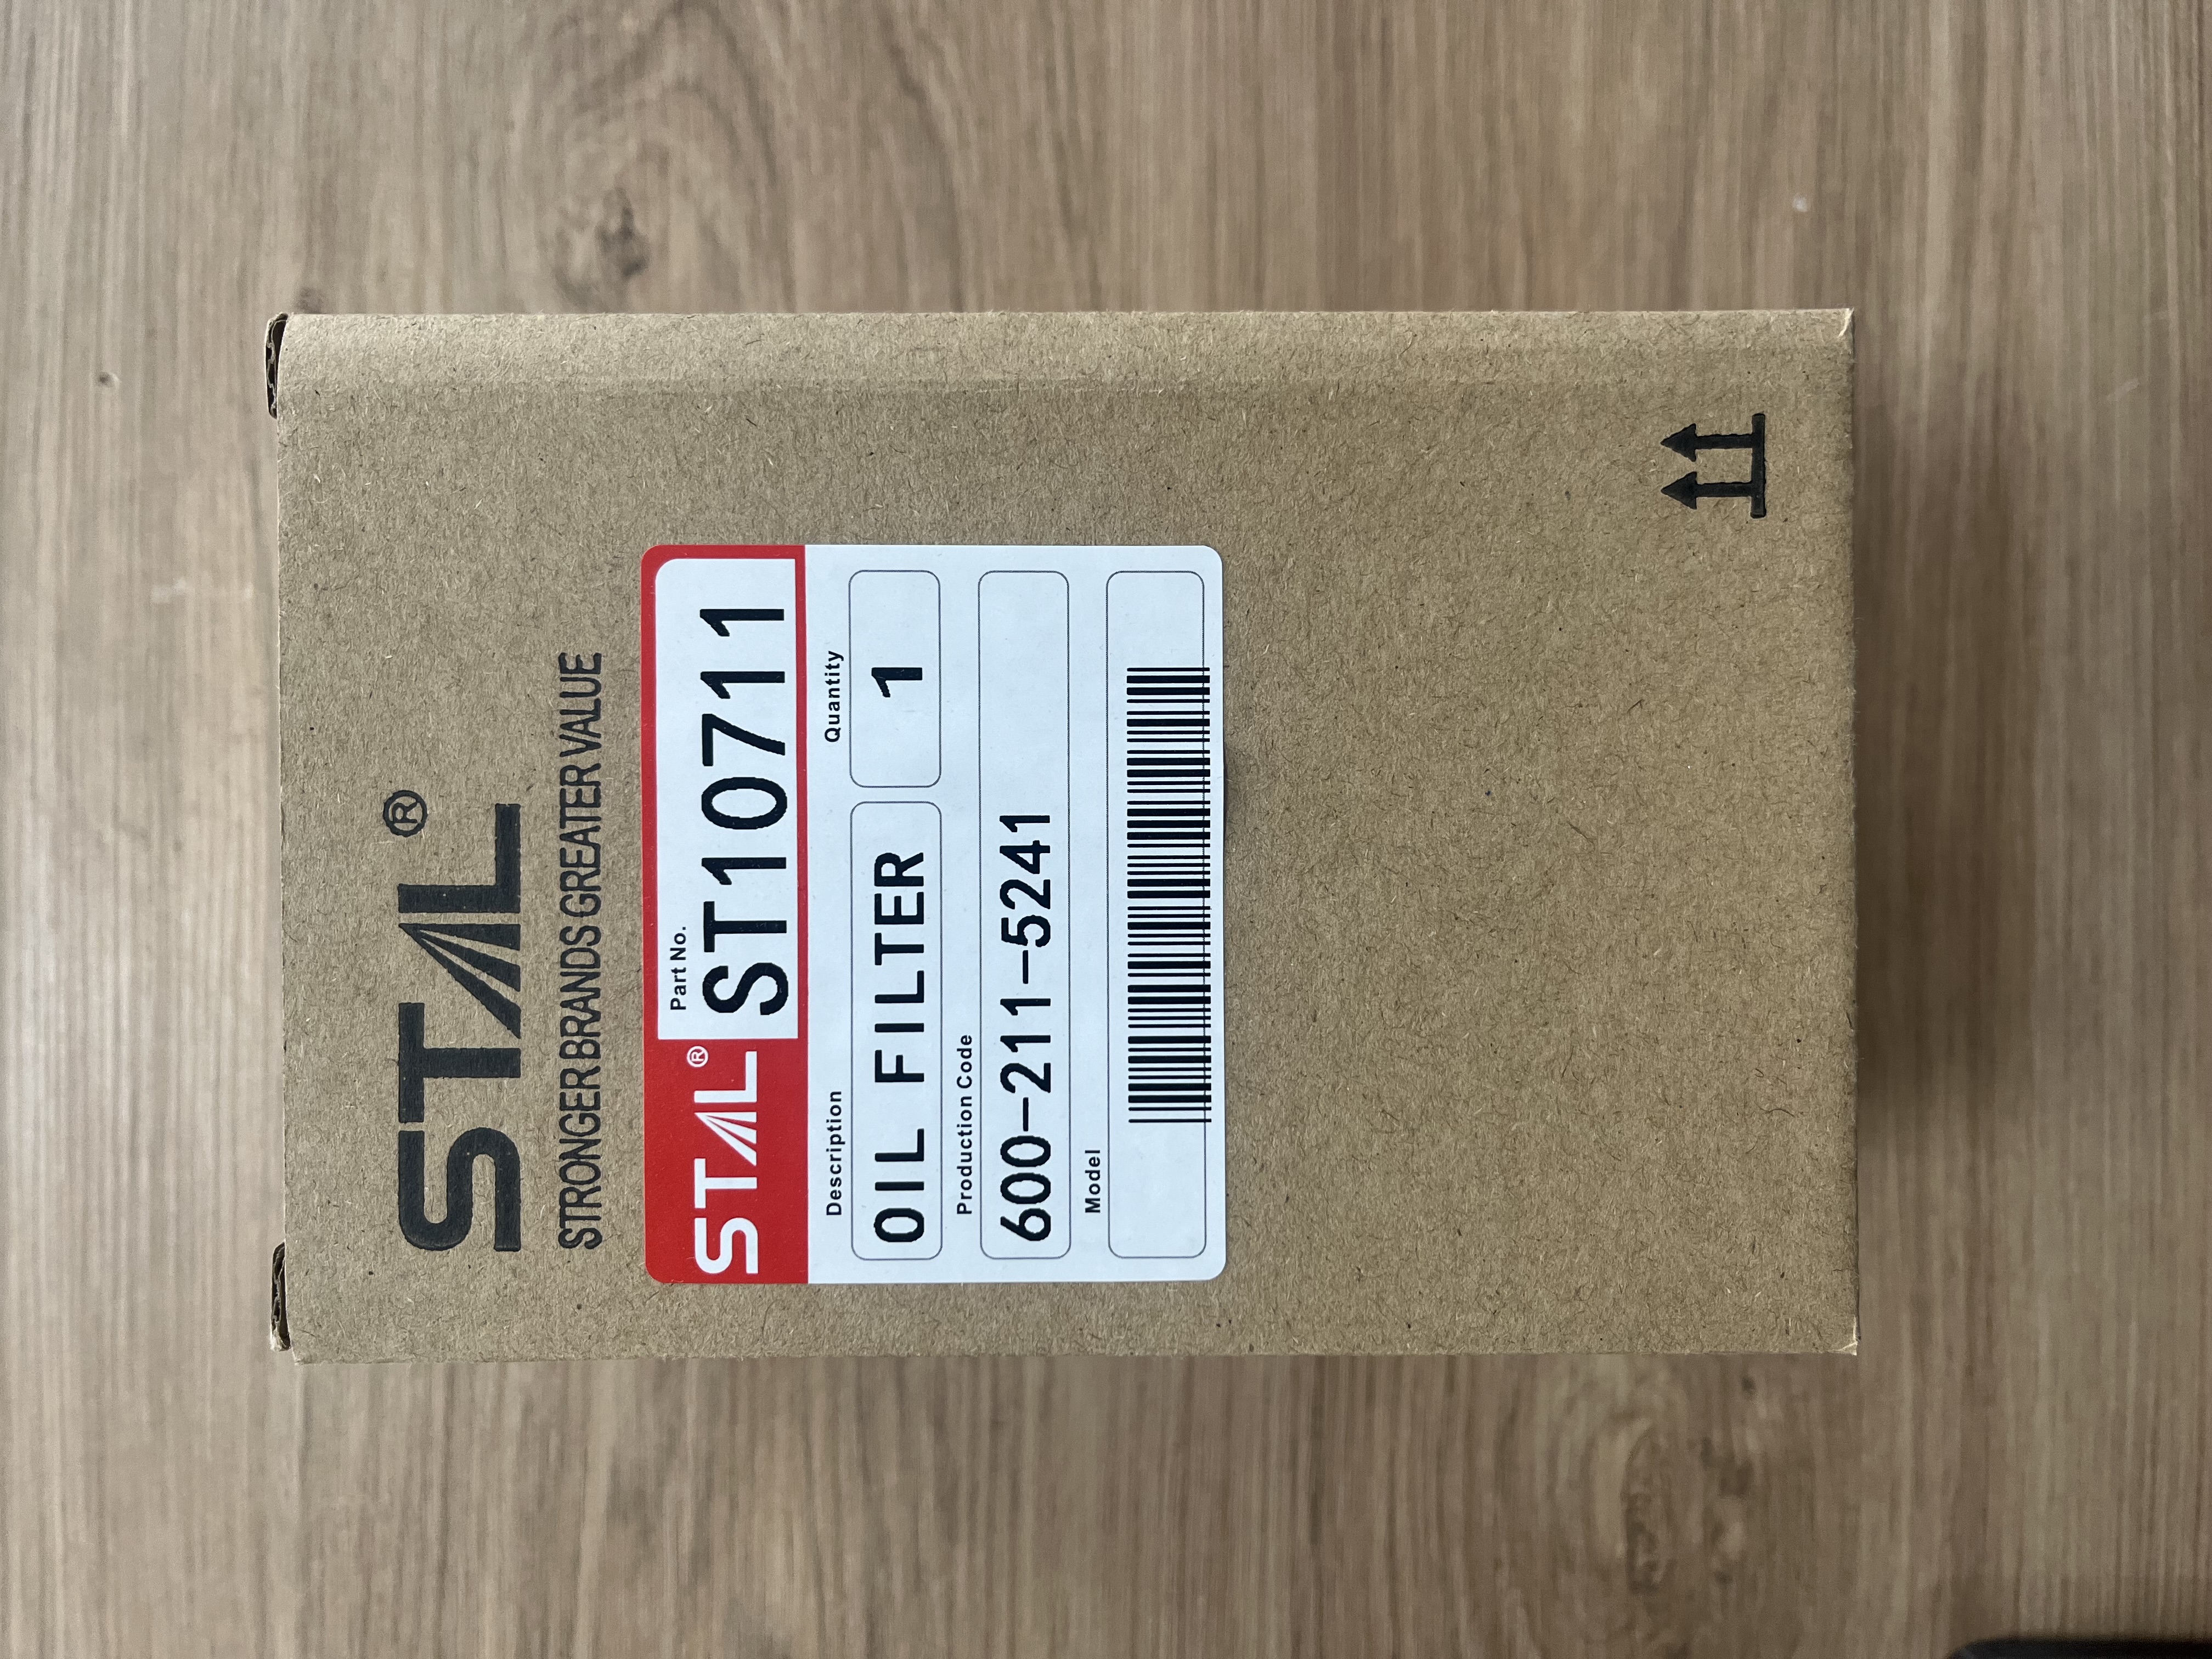 STAL®
STRONGER BRANDS GREATER VALUE
STAL®
Part No.
ST10711
Description
Quantity
OIL FILTER
1
Production Code
600-211-5241
Model